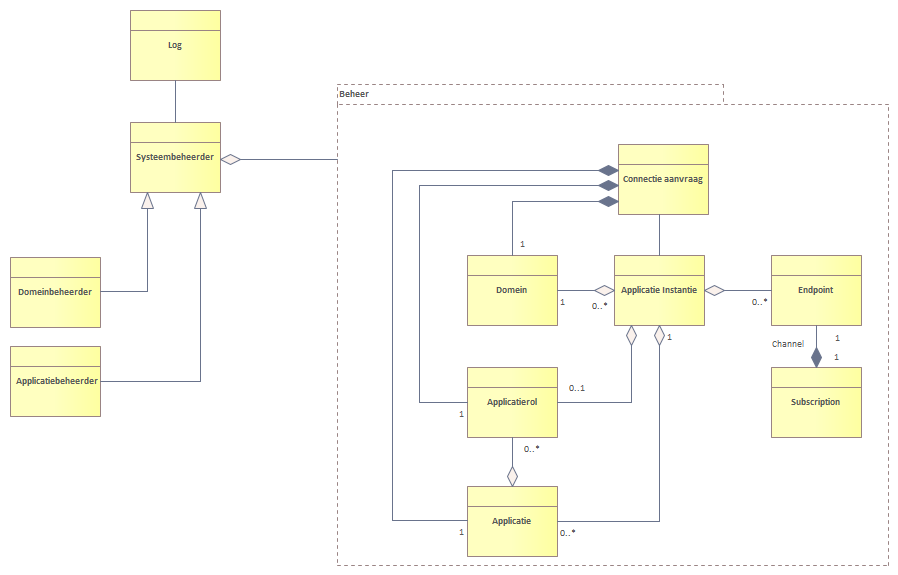 Log
Beheer
Systeembeheerder
Connectie aanvraag
1
Domeinbeheerder
Domein
Applicatie Instantie
Endpoint
1
0..*
0..*
Channel
1
1
1
Applicatiebeheerder
0..1
Applicatierol
Subscription
1
0..*
Applicatie
1
0..*